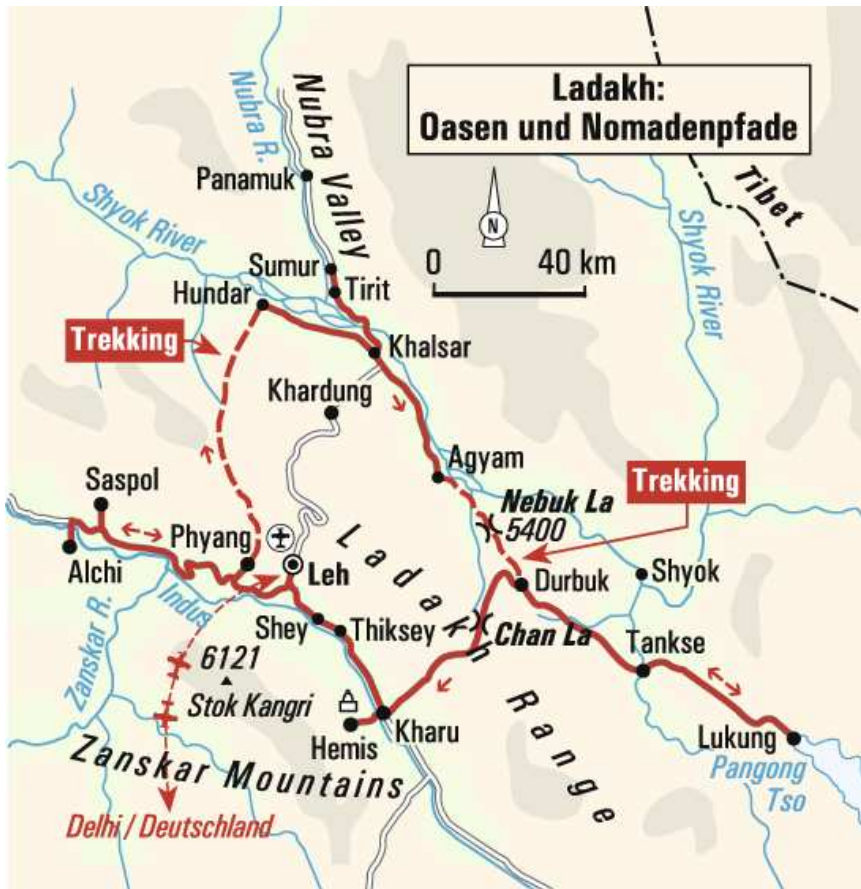 Ladakh:
Oasen und Nomadenpfade
Nubra R.
Nubra Valley
Panamuk
Tibet
N
Shyok River
Shyok River
Sumur
0 40 km
Hundar
Tirit
Trekking
Khalsar
Khardung
Agyam
Saspol
Trekking
Nebuk La
5400
Phyang
Ladakh Range
Alchi
Leh
Durbuk
Shyok
Indus
Zanskar R.
Shey
Thiksey
Chan La
Tankse
6121
Stok Kangri
Hemis
Kharu
Lukung
Zanskar Mountains
Pangong
Tso
Delhi / Deutschland